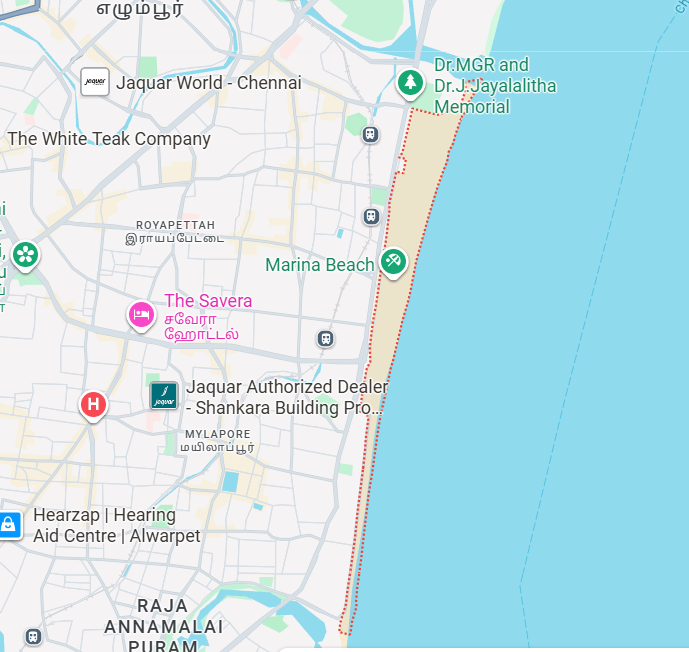 எழும்பூர்
Dr.MGR and
Dr.J.Jayalalitha
Memorial
jaquar
Jaquar World - Chennai
The White Teak Company
ROYAPETTAH
இராயப்பேட்டை
Marina Beach
The Savera
சவேரா
ஹோட்டல்
Jaquar Authorized Dealer
- Shankara Building Pro...
jaquar
H
MYLAPORE
மயிலாப்பூர்
Hearzap | Hearing
Aid Centre | Alwarpet
RAJA
ANNAMALAI
PURAM